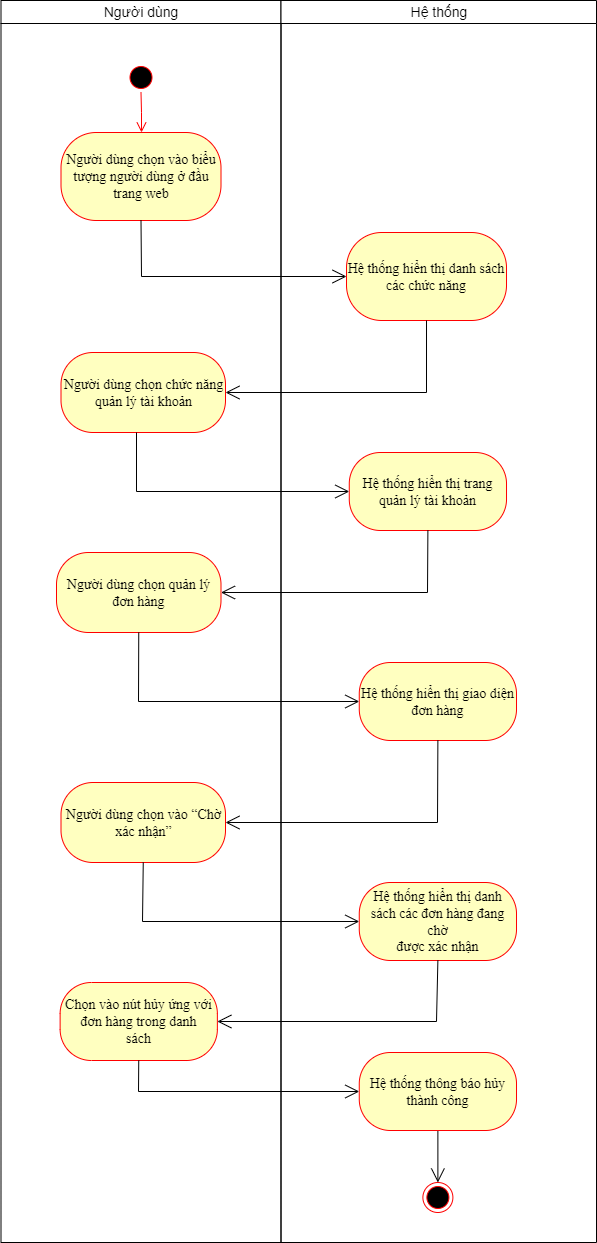 Người dùng
Hệ thống
Người dùng chọn vào biểu
tượng người dùng ở đầu
trang web
Hệ thống hiển thị danh sách
các chức năng
Người dùng chọn chức năng
quản lý tài khoản
Hệ thống hiển thị trang
quản lý tài khoản
Người dùng chọn quản lý
đơn hàng
Hệ thống hiển thị giao diện
đơn hàng
Người dùng chọn vào “Chờ
xác nhận”
Hệ thống hiển thị danh
sách các đơn hàng đang
chờ
được xác nhận
Chọn vào nút hủy ứng với
đơn hàng trong danh
sách
Hệ thống thông báo hủy
thành công